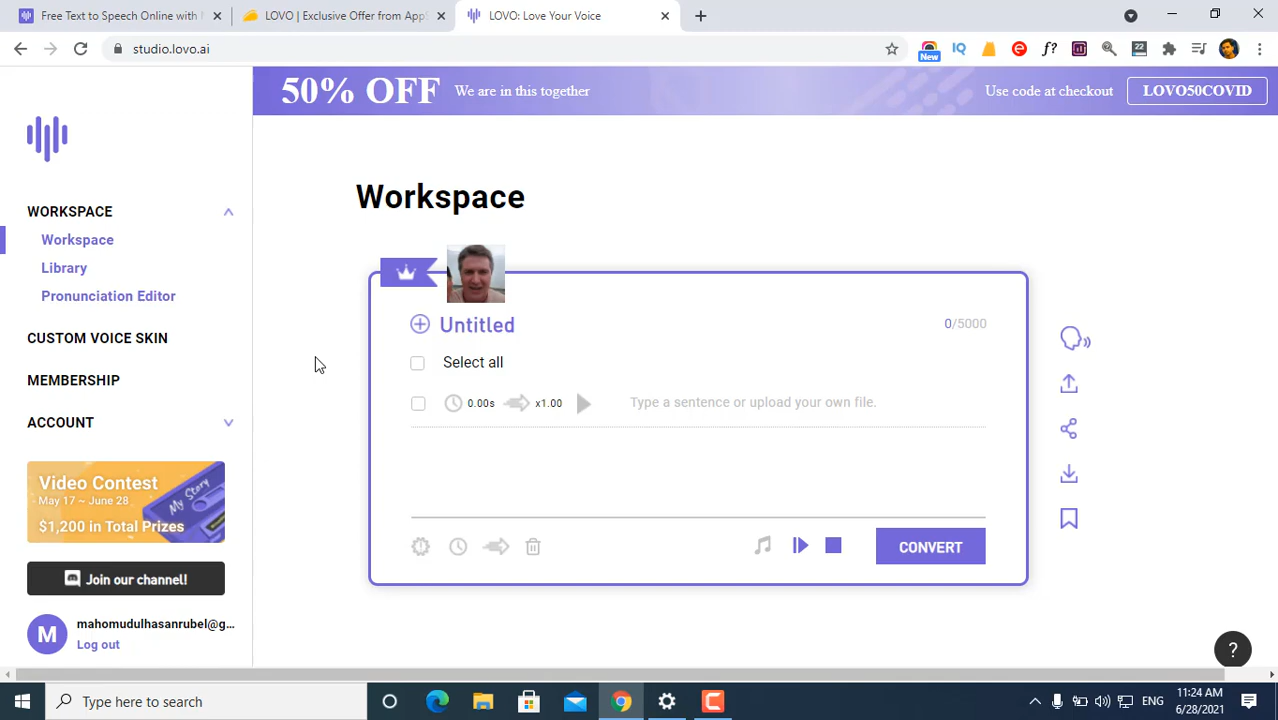 Free Text to Speech Online with N
LOVO | Exclusive Offer from AppS
LOVO: Love Your Voice
studio.lovo.ai
New
IQ
e
f?
22
50% OFF
We are in this together
Use code at checkout
LOVO50COVID
Workspace
WORKSPACE
Workspace
Library
Pronunciation Editor
CUSTOM VOICE SKIN
MEMBERSHIP
ACCOUNT
Untitled
0/5000
Select all
0.00s
x1.00
Type a sentence or upload your own file.
CONVERT
Video Contest
May 17 ~ June 28
$1,200 in Total Prizes
My Story
Join our channel!
M
mahomudulhasanrubel@g...
Log out
?
Type here to search
ENG
11:24 AM
6/28/2021